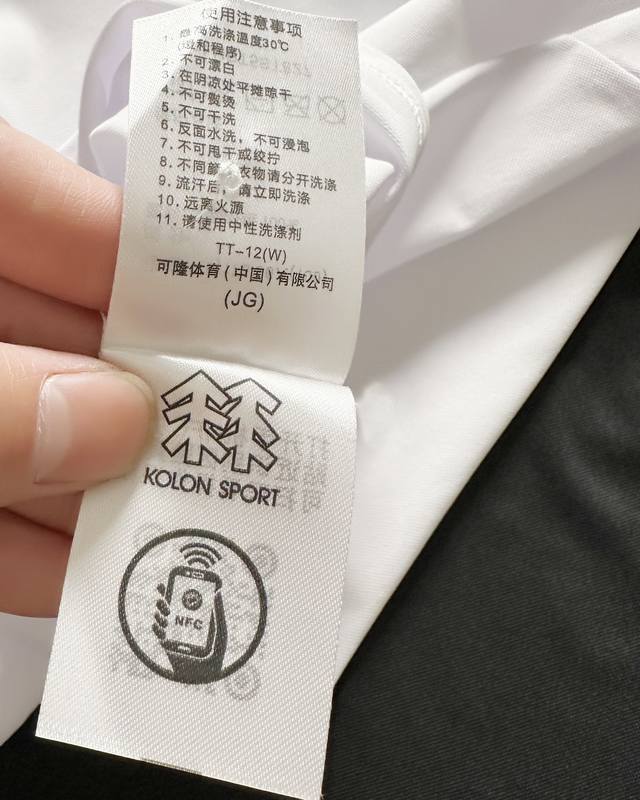 使用注意事项
1. 最高洗涤温度30℃
(缓和程序)
2. 不可漂白
3. 在阴凉处平摊晾干
4. 不可熨烫
5. 不可干洗
6. 反面水洗，不可浸泡
7. 不可甩干或绞拧
8. 不同颜 衣物请分开洗涤
9. 流汗后，请立即洗涤
10. 远离火源
11. 请使用中性洗涤剂
TT-12(W)
可隆体育(中国)有限公司
(JG)
KOLON SPORT
NFC